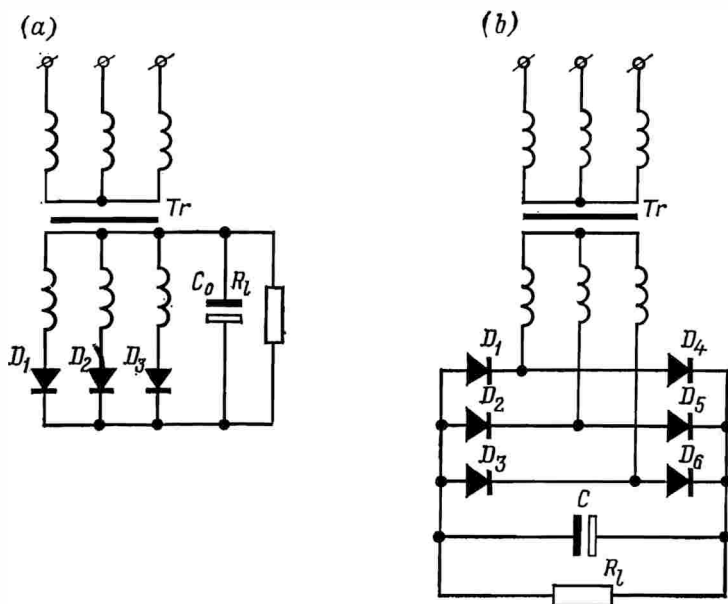 (a)
Tr
C₀ Rₗ
D₁ D₂ D₃
(b)
Tr
D₁ D₄
D₂ D₅
D₃ D₆
C
Rₗ